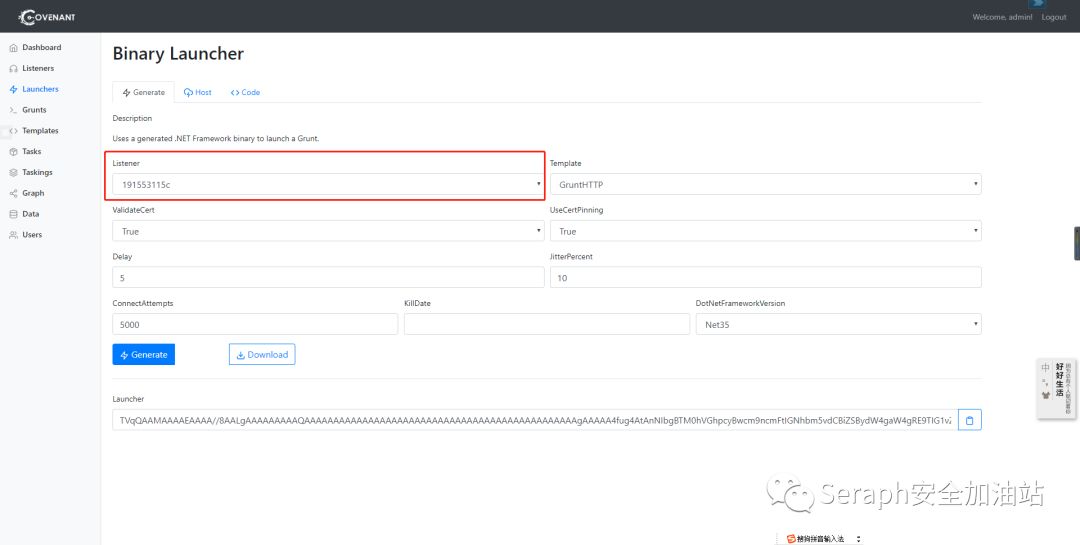 COVENANT
Welcome, admin! Logout
Dashboard
Listeners
Launchers
Grunts
Templates
Tasks
Taskings
Graph
Data
Users
Binary Launcher
Generate Host Code
Description
Uses a generated .NET Framework binary to launch a Grunt.
Listener Template
191553115c GruntHTTP
ValidateCert UseCertPinning
True True
Delay JitterPercent
5 10
ConnectAttempts KillDate DotNetFrameworkVersion
5000 Net35
Generate Download
Launcher
中
好好生活
Seraph安全加油站
搜狗拼音输入法